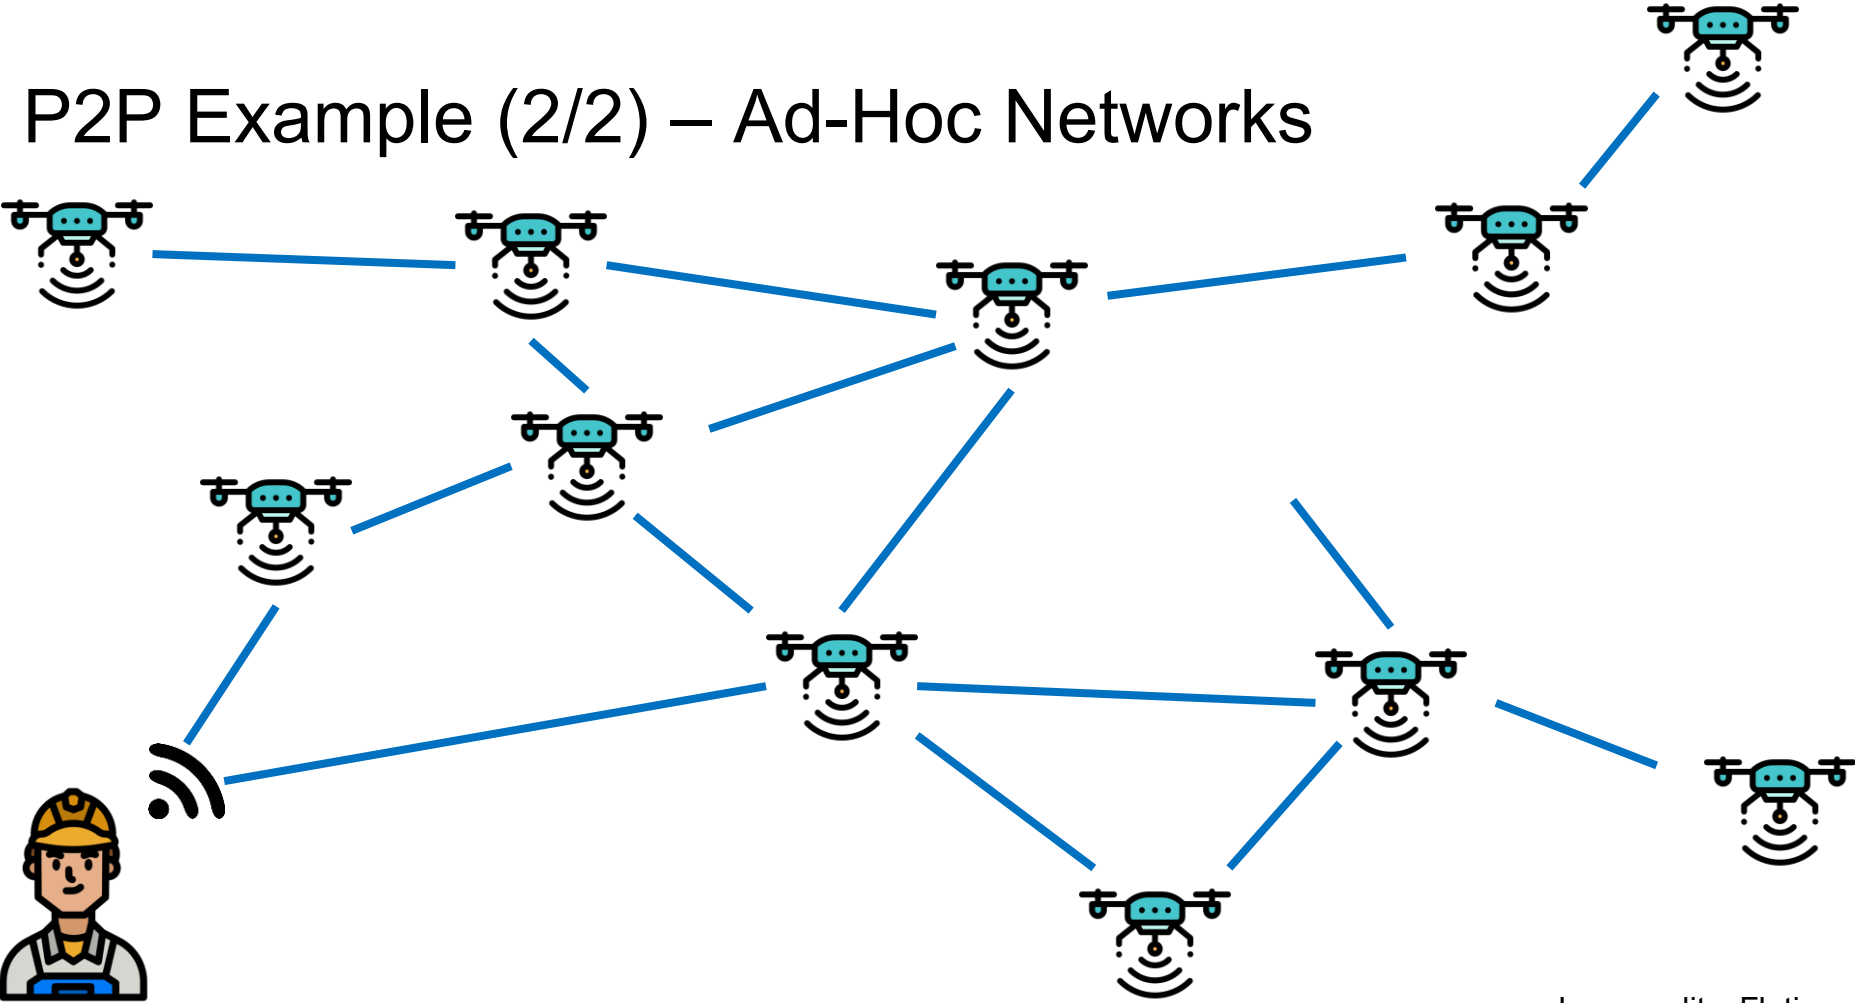 P2P Example (2/2) – Ad-Hoc Networks